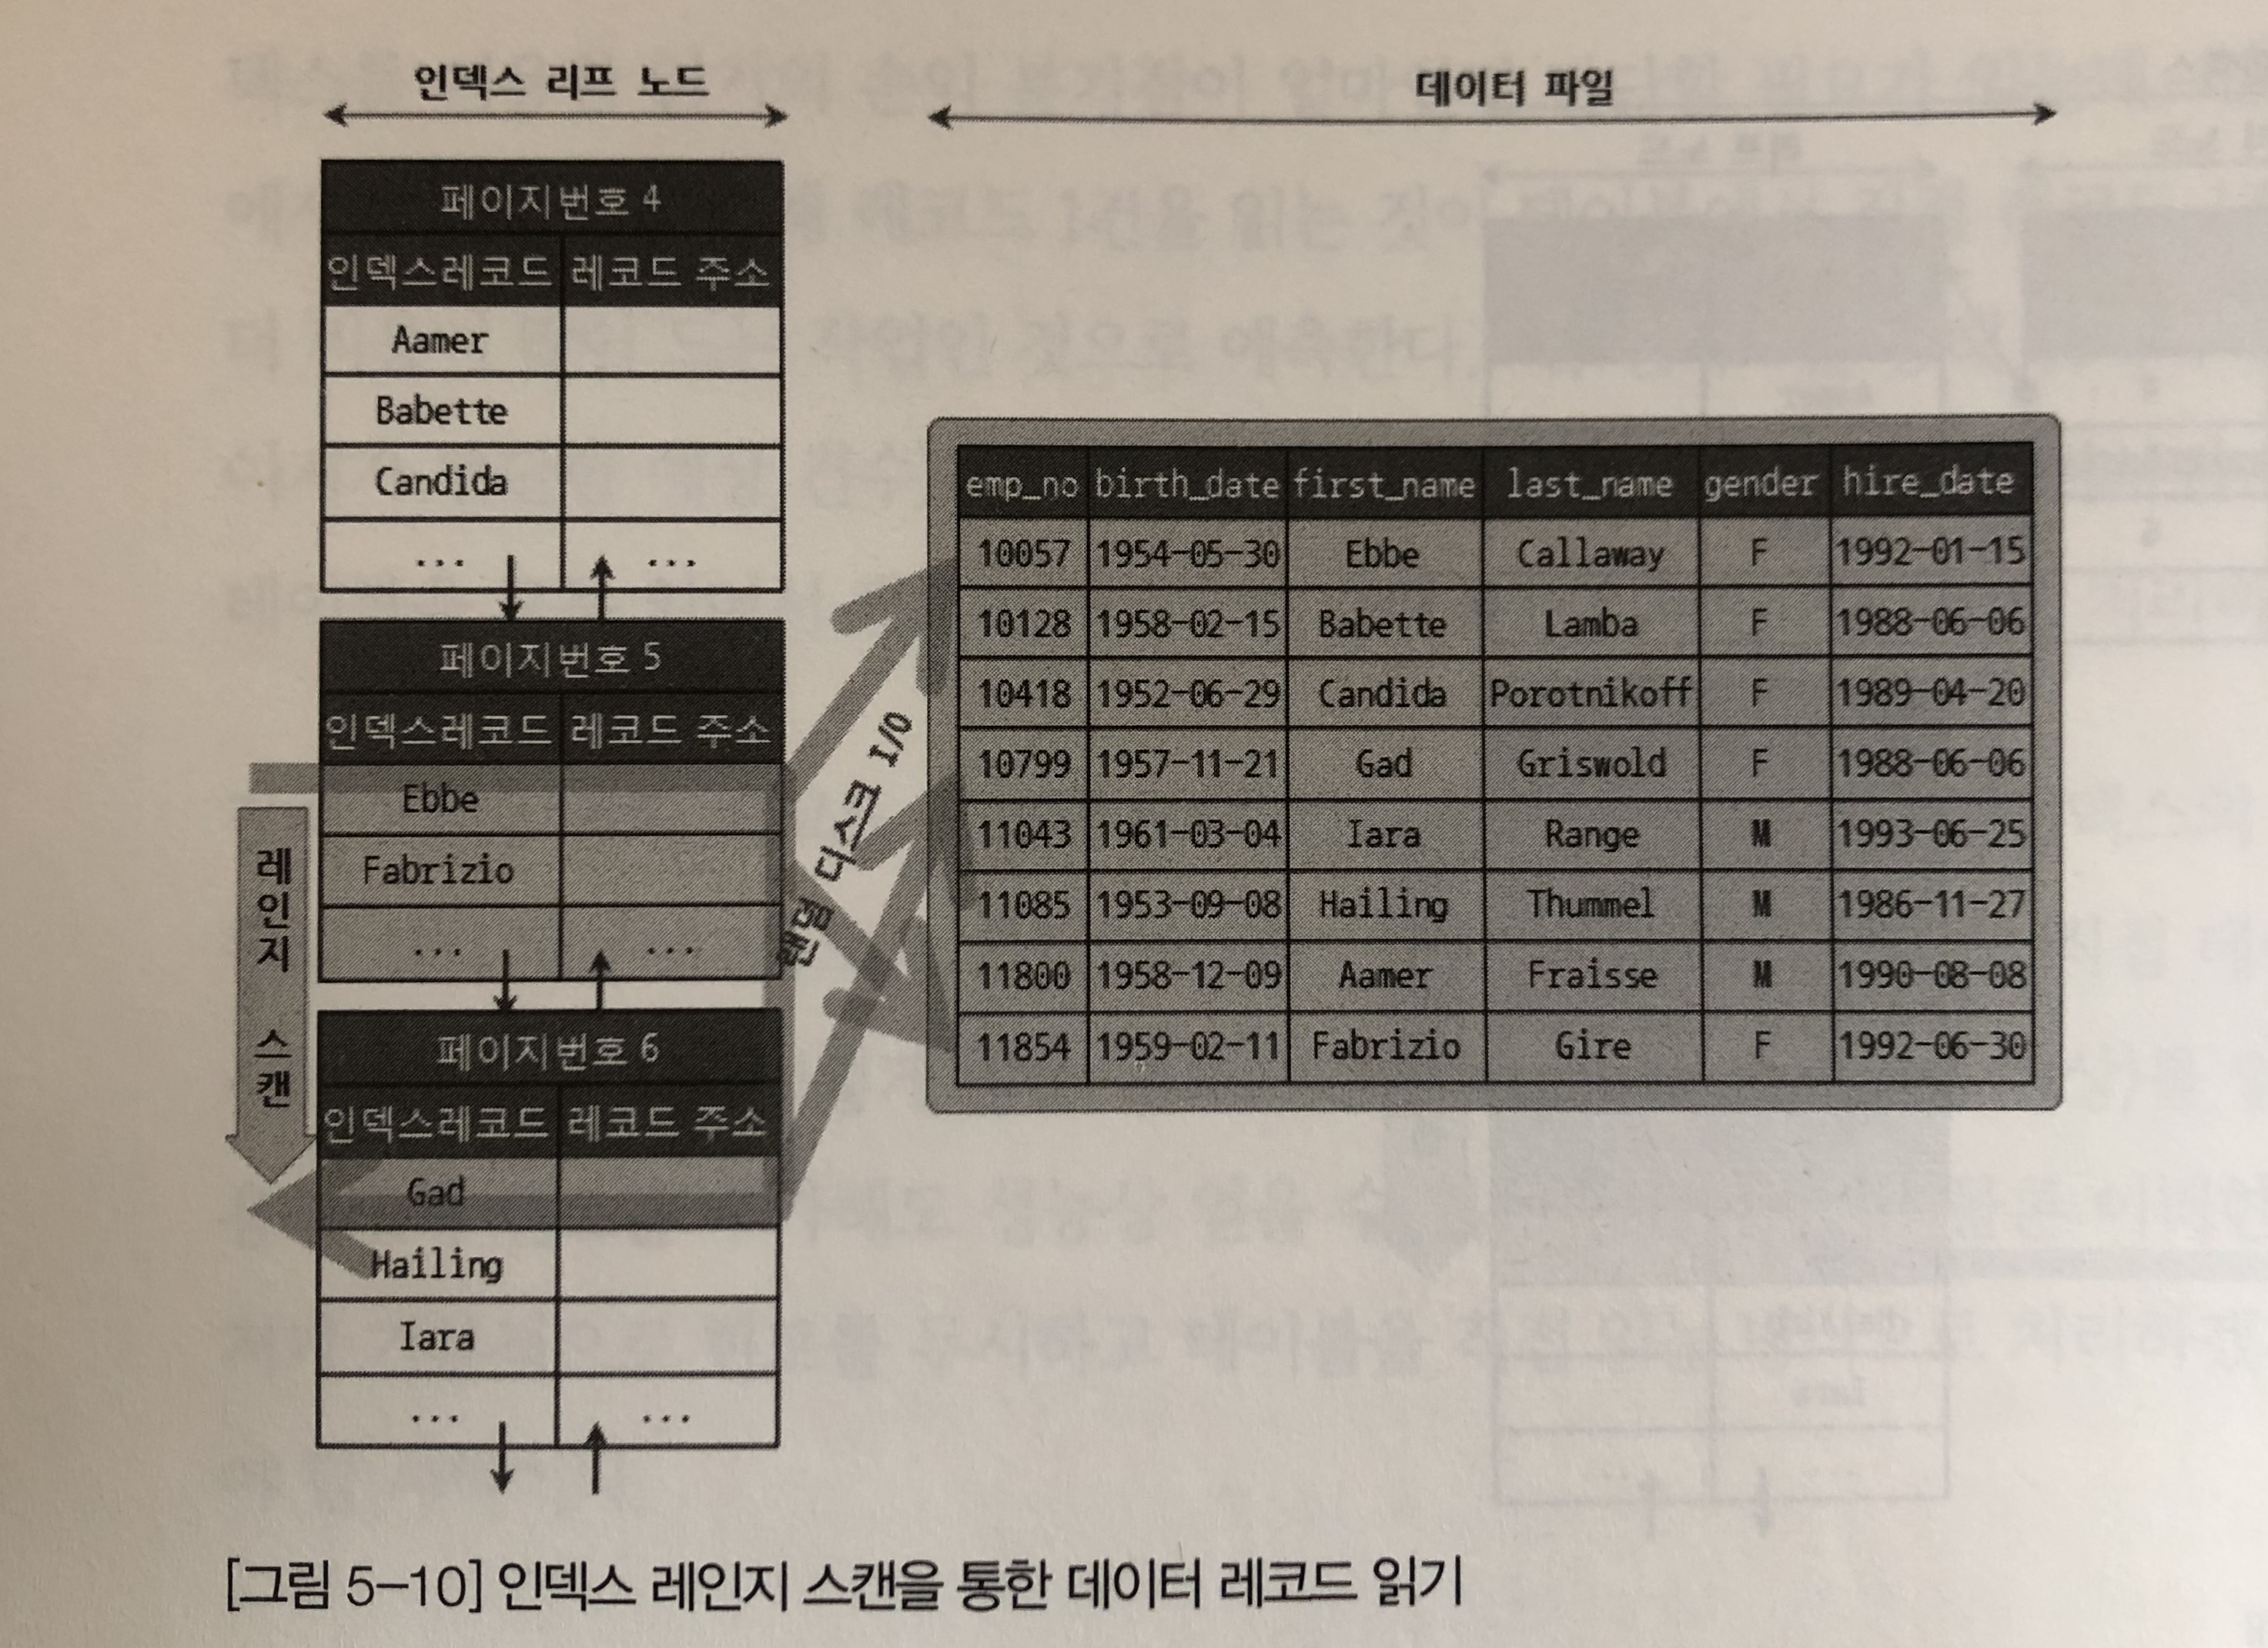 인덱스 리프 노드
데이터 파일
페이지번호 4
인덱스레코드 레코드 주소
Aamer
Babette
Candida
... ...
페이지번호 5
인덱스레코드 레코드 주소
Ebbe
Fabrizio
... ...
페이지번호 6
인덱스레코드 레코드 주소
Gad
Hailing
Iara
... ...
레인지 스캔
랜덤 디스크 I/O
emp_no birth_date first_name last_name gender hire_date
10057 1954-05-30 Ebbe Callaway F 1992-01-15
10128 1958-02-15 Babette Lamba F 1988-06-06
10418 1952-06-29 Candida Porotnikoff F 1989-04-20
10799 1957-11-21 Gad Griswold F 1988-06-06
11043 1961-03-04 Iara Range M 1993-06-25
11085 1953-09-08 Hailing Thummel M 1986-11-27
11800 1958-12-09 Aamer Fraisse M 1990-08-08
11854 1959-02-11 Fabrizio Gire F 1992-06-30
[그림 5-10] 인덱스 레인지 스캔을 통한 데이터 레코드 읽기